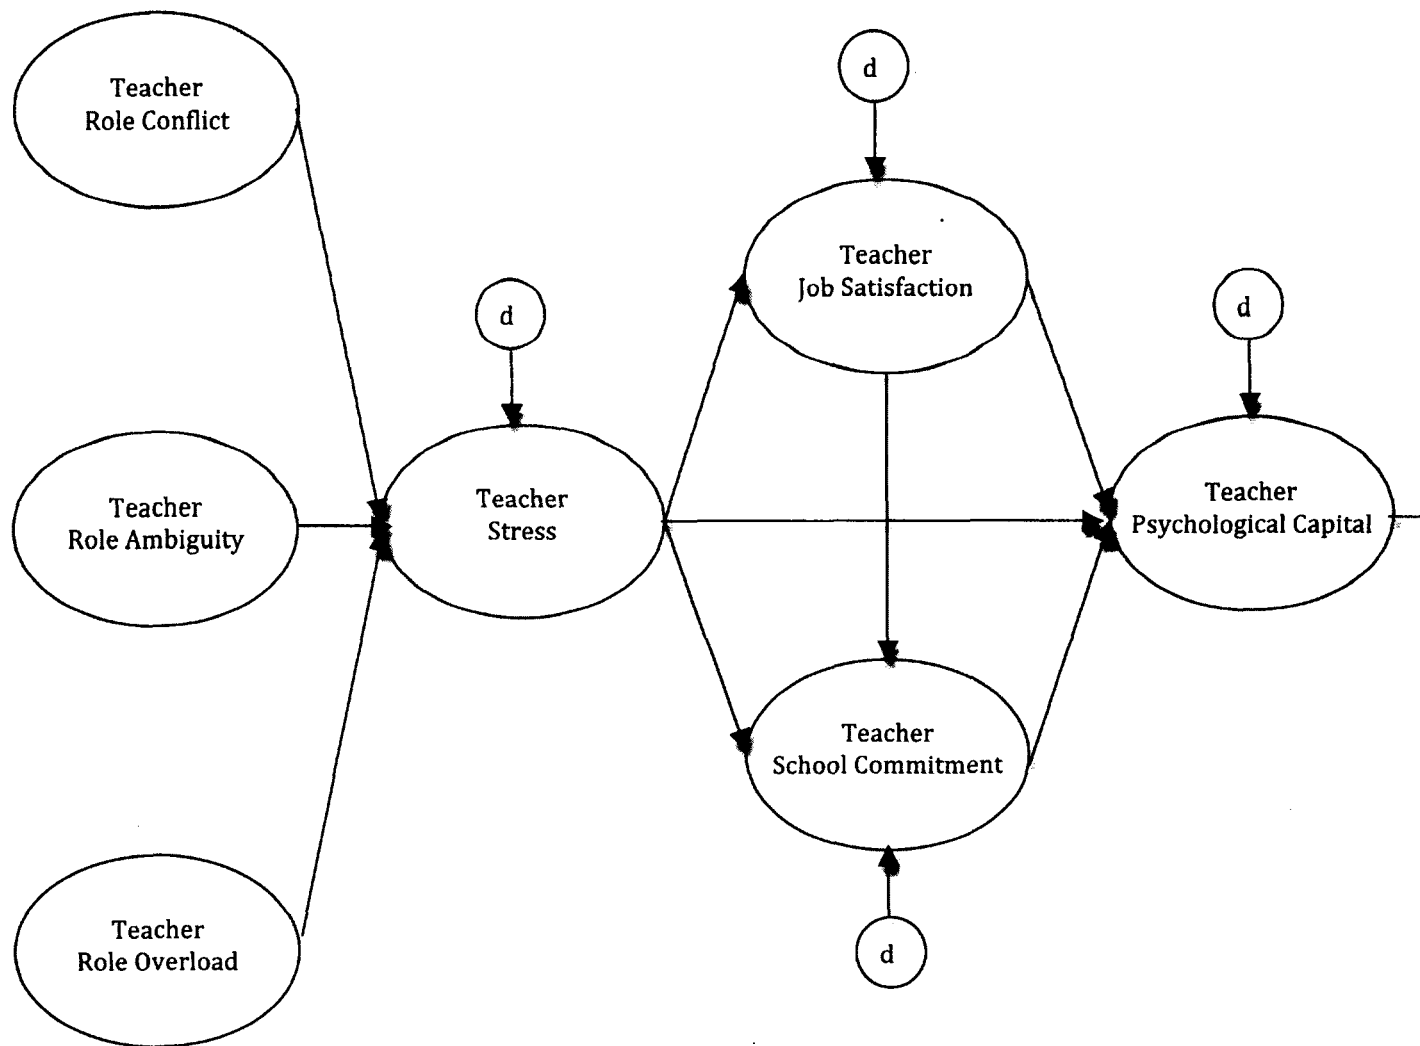 Teacher
Role Conflict
d
Teacher
Job Satisfaction
d
Teacher
Stress
d
Teacher
Psychological Capital
Teacher
Role Ambiguity
Teacher
School Commitment
d
Teacher
Role Overload